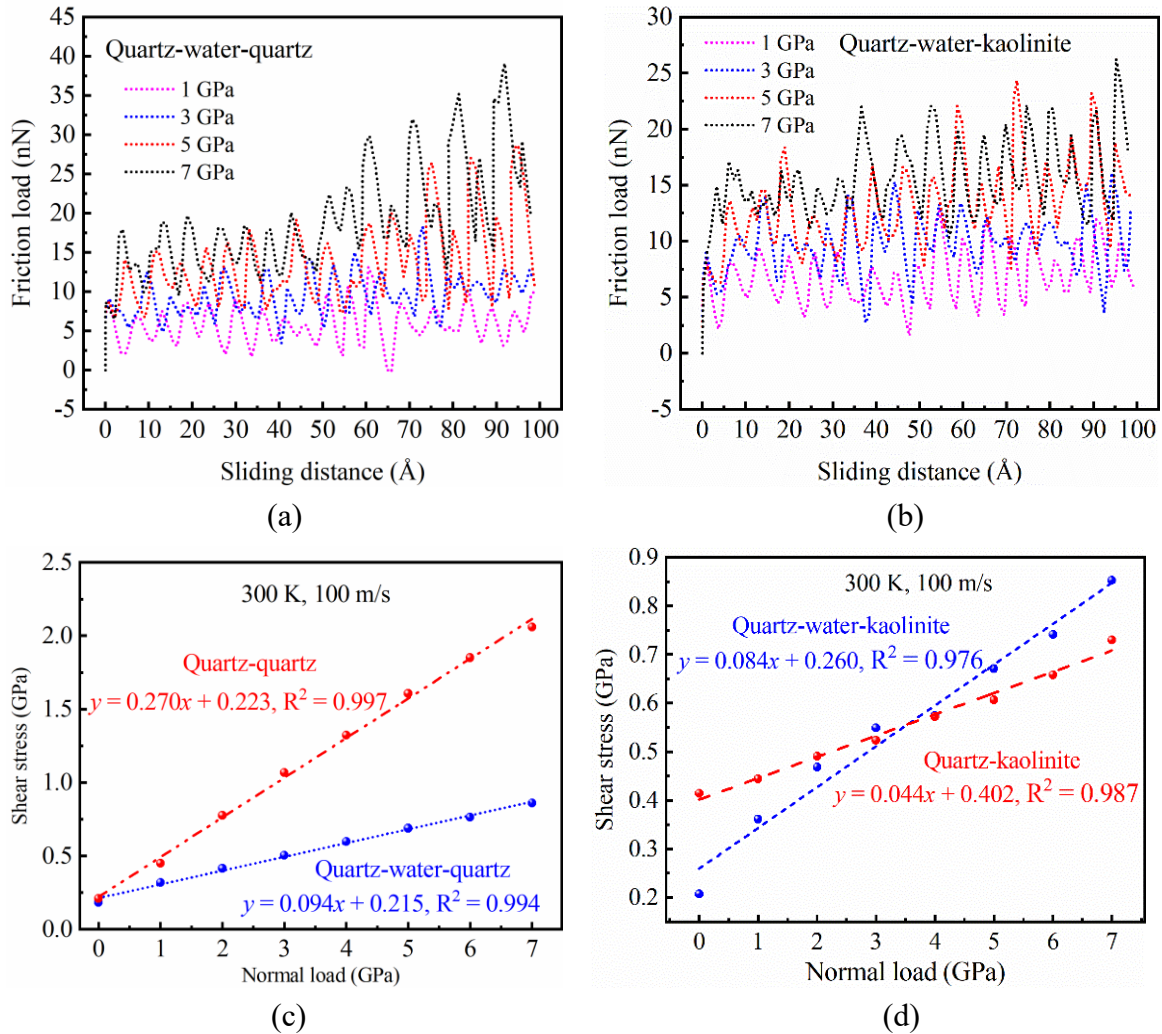 45
40
35
30
25
20
15
10
5
0
-5
Friction load (nN)
Quartz-water-quartz
1 GPa
3 GPa
5 GPa
7 GPa
0 10 20 30 40 50 60 70 80 90 100
Sliding distance (Å)
(a)
30
25
20
15
10
5
0
-5
Friction load (nN)
1 GPa
3 GPa
5 GPa
7 GPa
Quartz-water-kaolinite
0 10 20 30 40 50 60 70 80 90 100
Sliding distance (Å)
(b)
2.5
2.0
1.5
1.0
0.5
0.0
Shear stress (GPa)
300 K, 100 m/s
Quartz-quartz
y = 0.270x + 0.223, R² = 0.997
Quartz-water-quartz
y = 0.094x + 0.215, R² = 0.994
0 1 2 3 4 5 6 7
Normal load (GPa)
(c)
0.9
0.8
0.7
0.6
0.5
0.4
0.3
0.2
Shear stress (GPa)
300 K, 100 m/s
Quartz-water-kaolinite
y = 0.084x + 0.260, R² = 0.976
Quartz-kaolinite
y = 0.044x + 0.402, R² = 0.987
0 1 2 3 4 5 6 7
Normal load (GPa)
(d)